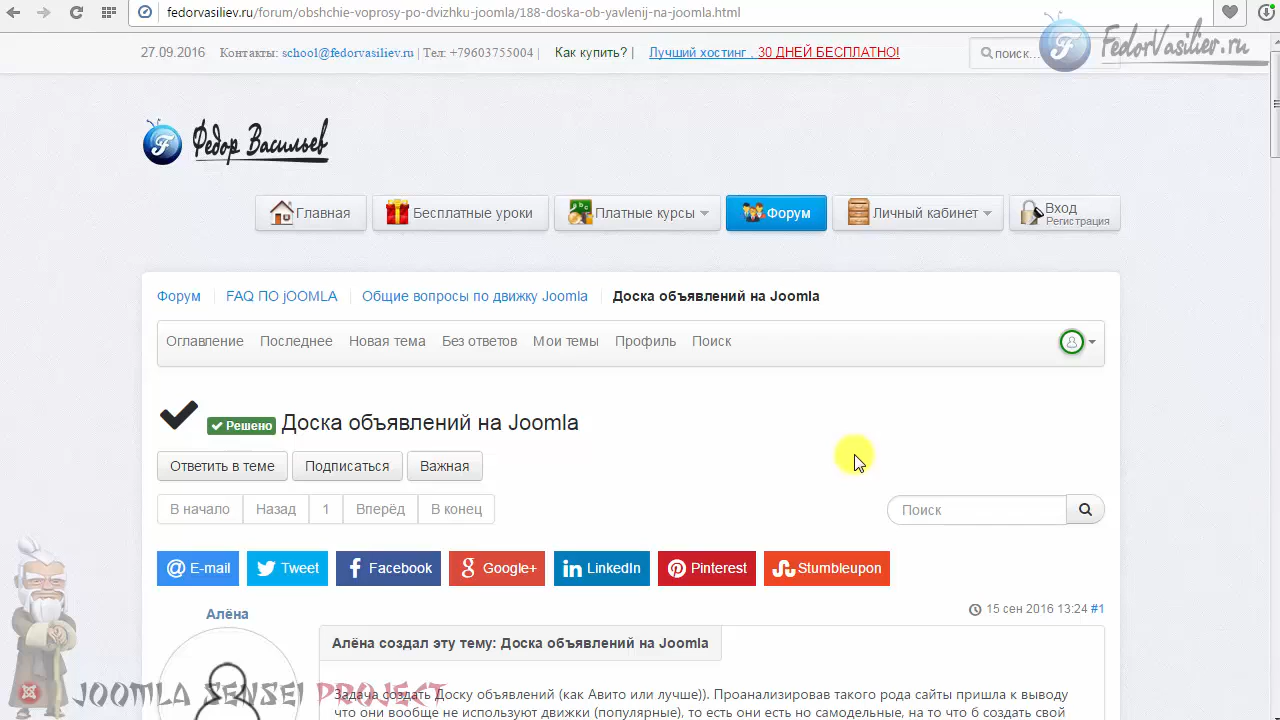 fedorvasiliev.ru/forum/obshchie-voprosy-po-dvizhku-joomla/188-doska-ob-yavlenij-na-joomla.html
27.09.2016 Контакты: school@fedorvasiliev.ru | Тел: +79603755004 | Как купить? | Лучший хостинг , 30 ДНЕЙ БЕСПЛАТНО! поиск...
FedorVasiliev.ru
Федор Васильев
Главная Бесплатные уроки Платные курсы Форум Личный кабинет Вход
Регистрация
Форум FAQ ПО jOOMLA Общие вопросы по движку Joomla Доска объявлений на Joomla
Оглавление Последнее Новая тема Без ответов Мои темы Профиль Поиск
Решено Доска объявлений на Joomla
Ответить в теме Подписаться Важная
В начало Назад 1 Вперёд В конец Поиск
E-mail Tweet Facebook Google+ LinkedIn Pinterest Stumbleupon
Алёна 15 сен 2016 13:24 #1
Алёна создал эту тему: Доска объявлений на Joomla
Задача создать Доску объявлений (как Авито или лучше)). Проанализировав такого рода сайты пришла к выводу
что они вообще не используют движки (популярные), то есть они есть но самодельные, на то что б создать свой
JOOMLA SENSEI PROJECT